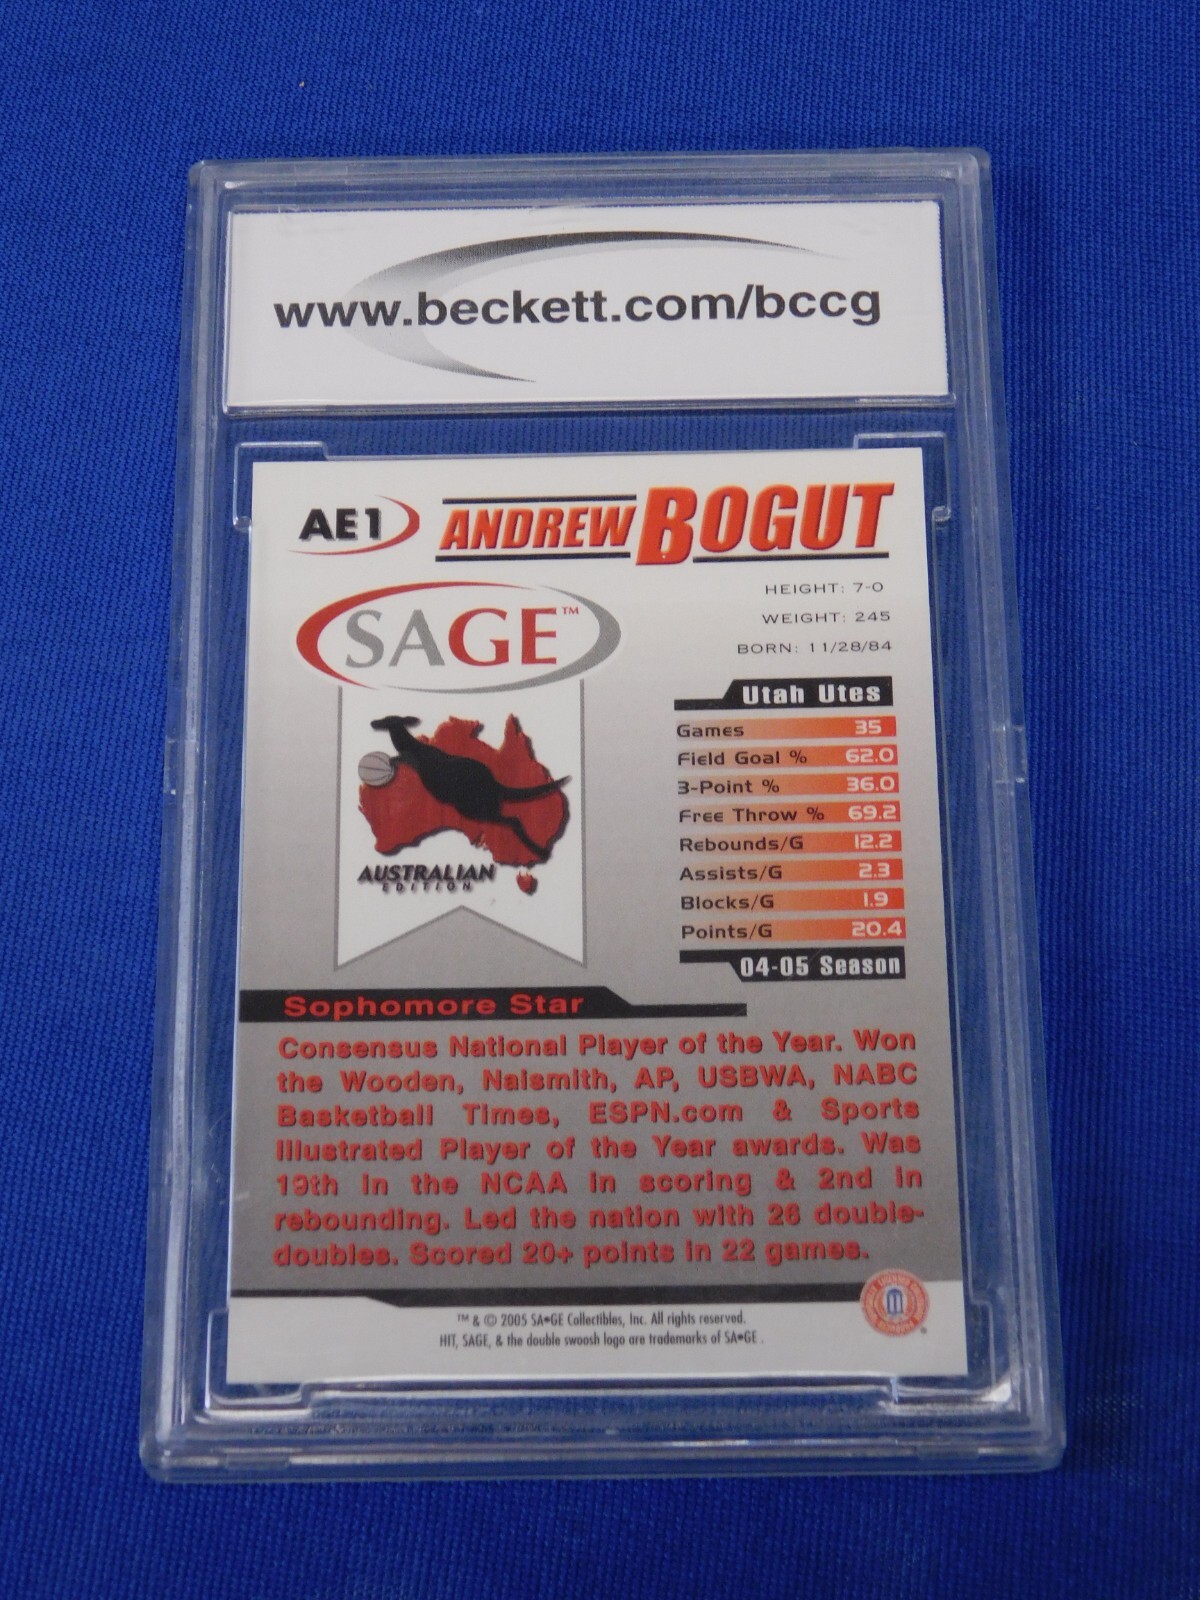 www.beckett.com/bccg
AE1 ANDREW BOGUT
SAGE™
HEIGHT: 7-0
WEIGHT: 245
BORN: 11/28/84
AUSTRALIAN
EDITION
Utah Utes
Games 35
Field Goal % 62.0
3-Point % 36.0
Free Throw % 69.2
Rebounds/G 12.2
Assists/G 2.3
Blocks/G 1.9
Points/G 20.4
04-05 Season
Sophomore Star
Consensus National Player of the Year. Won
the Wooden, Naismith, AP, USBWA, NABC
Basketball Times, ESPN.com & Sports
Illustrated Player of the Year awards. Was
19th in the NCAA in scoring & 2nd in
rebounding. Led the nation with 26 double-
doubles. Scored 20+ points in 22 games.
™ & © 2005 SA•GE Collectibles, Inc. All rights reserved.
HIT, SAGE, & the double swoosh logo are trademarks of SA•GE .